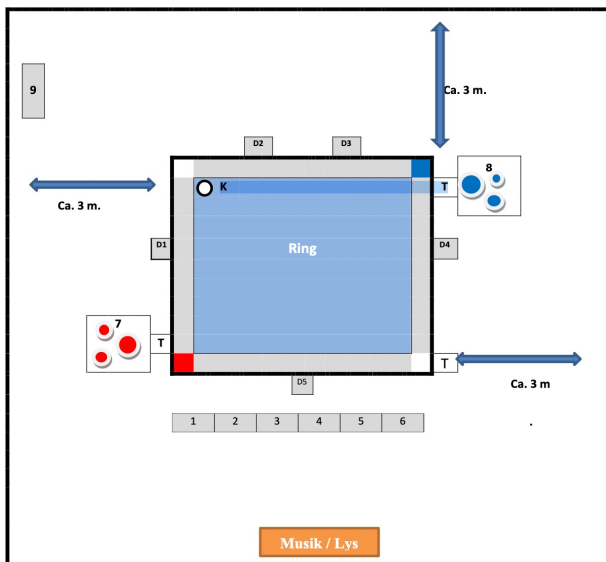 9
Ca. 3 m.
D2
D3
8
K
T
Ca. 3 m.
D1
Ring
D4
7
T
T
Ca. 3 m
D5
1 2 3 4 5 6
.
Musik / Lys